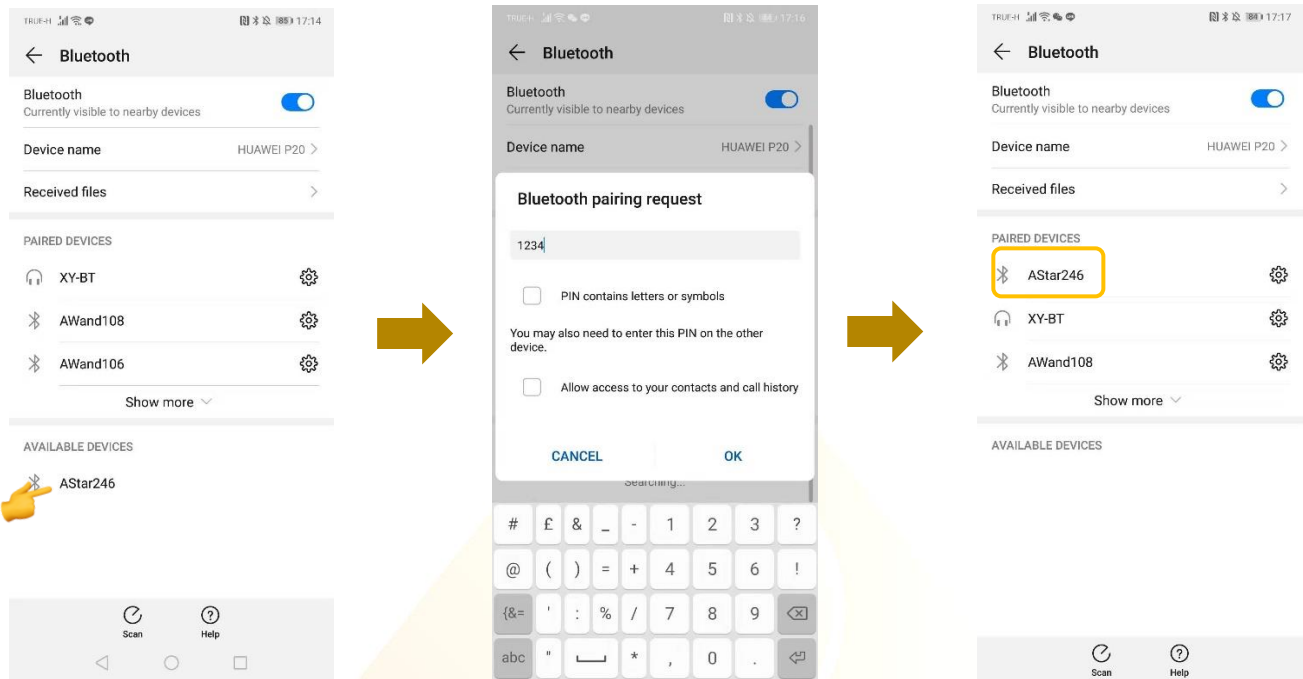 TRUE-H 85 17:14
Bluetooth
Bluetooth
Currently visible to nearby devices
Device name HUAWEI P20
Received files
PAIRED DEVICES
XY-BT
AWand108
AWand106
Show more
AVAILABLE DEVICES
AStar246
Scan Help
TRUE-H 17:16
Bluetooth
Bluetooth
Currently visible to nearby devices
Device name HUAWEI P20
Bluetooth pairing request
1234
PIN contains letters or symbols
You may also need to enter this PIN on the other
device.
Allow access to your contacts and call history
CANCEL OK
Searching...
# £ & _ - 1 2 3 ?
@ ( ) = + 4 5 6 !
{&= ' : % / 7 8 9
abc " * , 0 .
TRUE-H 84 17:17
Bluetooth
Bluetooth
Currently visible to nearby devices
Device name HUAWEI P20
Received files
PAIRED DEVICES
AStar246
XY-BT
AWand108
Show more
AVAILABLE DEVICES
Scan Help